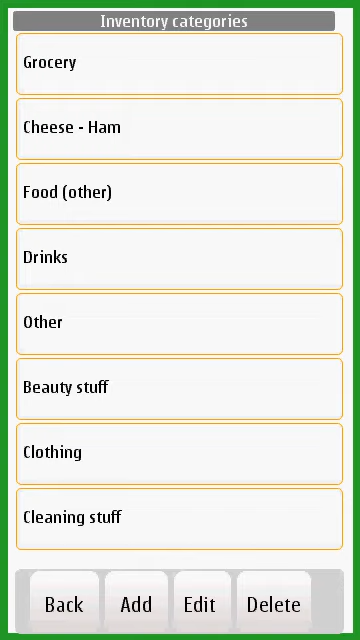 Inventory categories
Grocery
Cheese - Ham
Food (other)
Drinks
Other
Beauty stuff
Clothing
Cleaning stuff
Back Add Edit Delete